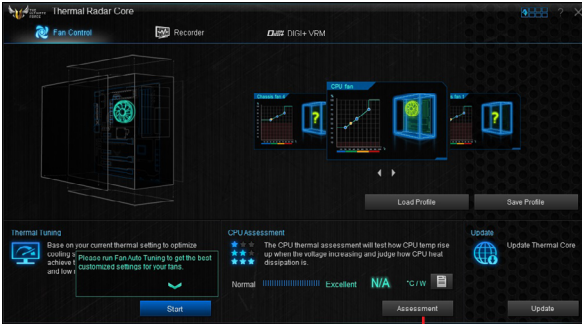 THE ULTIMATE FORCE
Thermal Radar Core
?
X
Fan Control
Recorder
DIGI+ VRM
CPU fan
Chassis fan
?
?
Load Profile
Save Profile
Thermal Tuning
Base on your current thermal setting to optimize
cooling s
achieve t
and low n
Please run Fan Auto Tuning to get the best
customized settings for your fans.
Start
CPU Assessment
The CPU thermal assessment will test how CPU temp rise
up when the voltage increasing and judge how CPU heat
dissipation is.
Normal
Excellent
N/A
°C / W
Assessment
Update
Update Thermal Core
Update